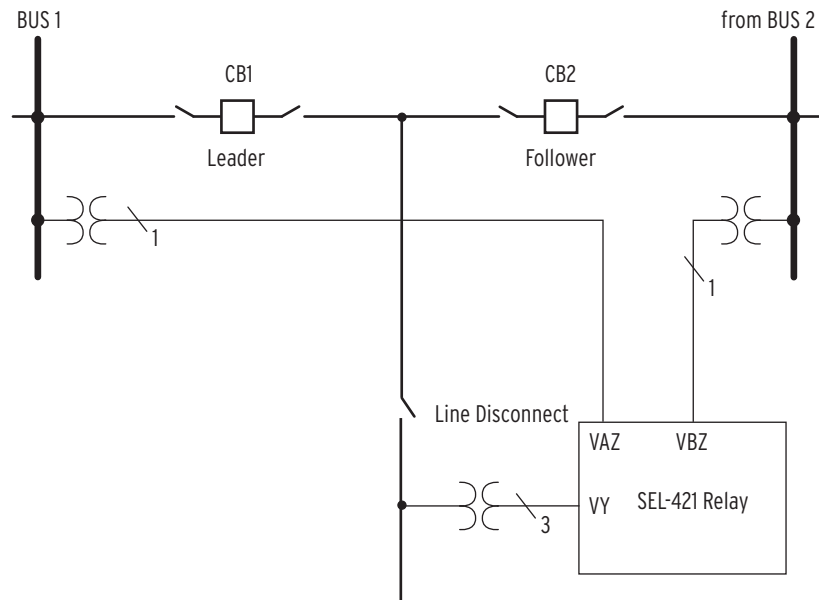 BUS 1
from BUS 2
CB1
CB2
Leader
Follower
1
1
Line Disconnect
VAZ
VBZ
VY
SEL-421 Relay
3